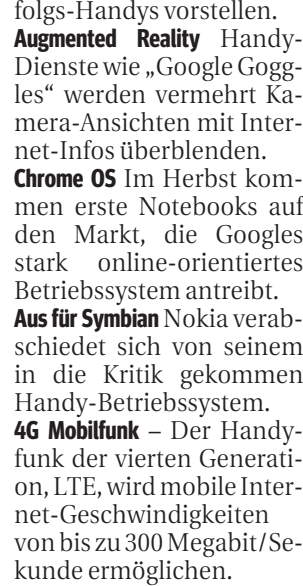 folgs-Handys vorstellen.
Augmented Reality Handy-
Dienste wie „Google Gogg-
les“ werden vermehrt Ka-
mera-Ansichten mit Inter-
net-Infos überblenden.
Chrome OS Im Herbst kom-
men erste Notebooks auf
den Markt, die Googles
stark online-orientiertes
Betriebssystem antreibt.
Aus für Symbian Nokia verab-
schiedet sich von seinem
in die Kritik gekommen
Handy-Betriebssystem.
4G Mobilfunk – Der Handy-
funk der vierten Generati-
on, LTE, wird mobile Inter-
net-Geschwindigkeiten
von bis zu 300 Megabit/Se-
kunde ermöglichen.